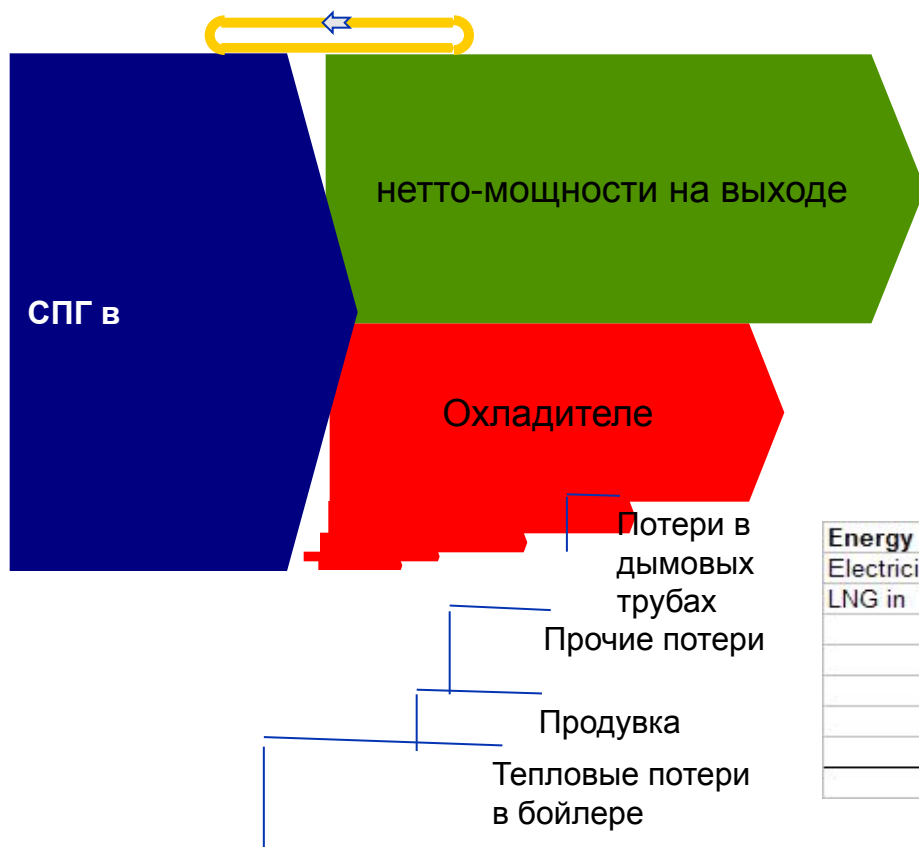 нетто-мощности на выходе
СПГ в
Охладителе
Потери в
дымовых
трубах
Прочие потери
Продувка
Тепловые потери
в бойлере
Energy
LNG in